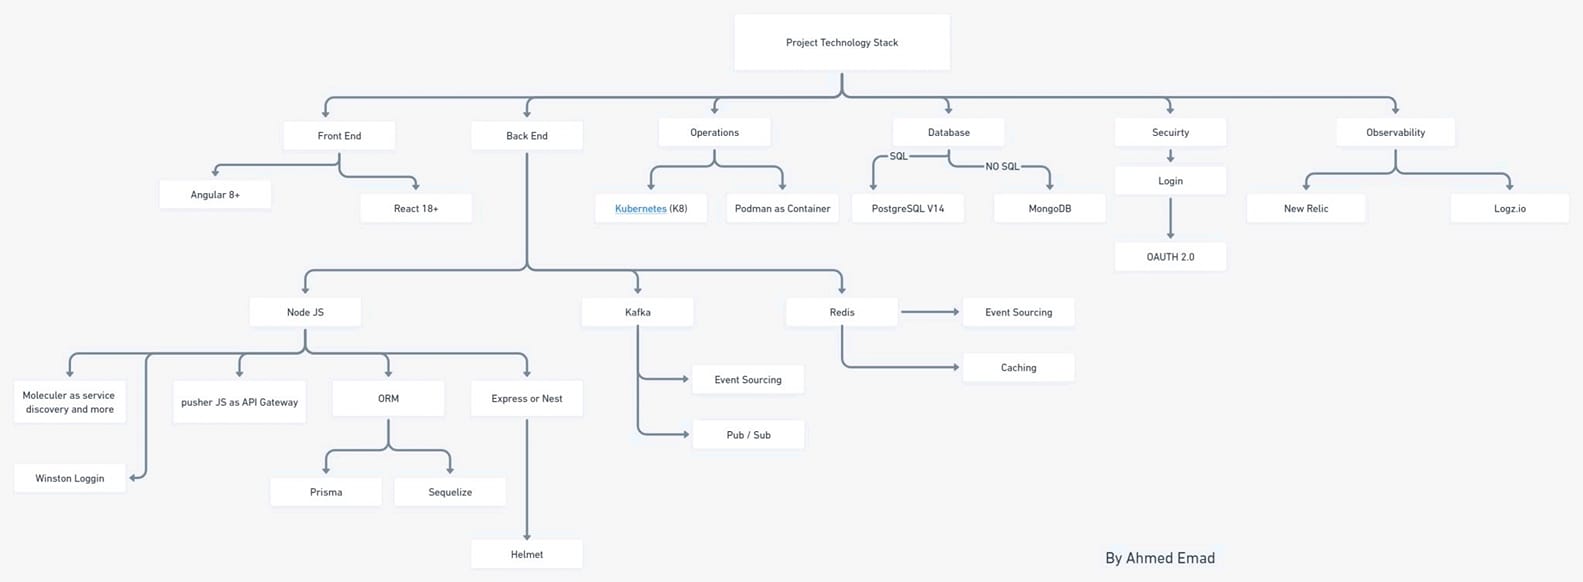 Project Technology Stack
Front End
Back End
Operations
Database
Secuirty
Observability
SQL
NO SQL
Angular 8+
React 18+
Kubernetes (K8)
Podman as Container
PostgreSQL V14
MongoDB
Login
New Relic
Logz.io
OAUTH 2.0
Node JS
Kafka
Redis
Event Sourcing
Caching
Moleculer as service
discovery and more
pusher JS as API Gateway
ORM
Express or Nest
Event Sourcing
Pub / Sub
Winston Loggin
Prisma
Sequelize
Helmet
By Ahmed Emad